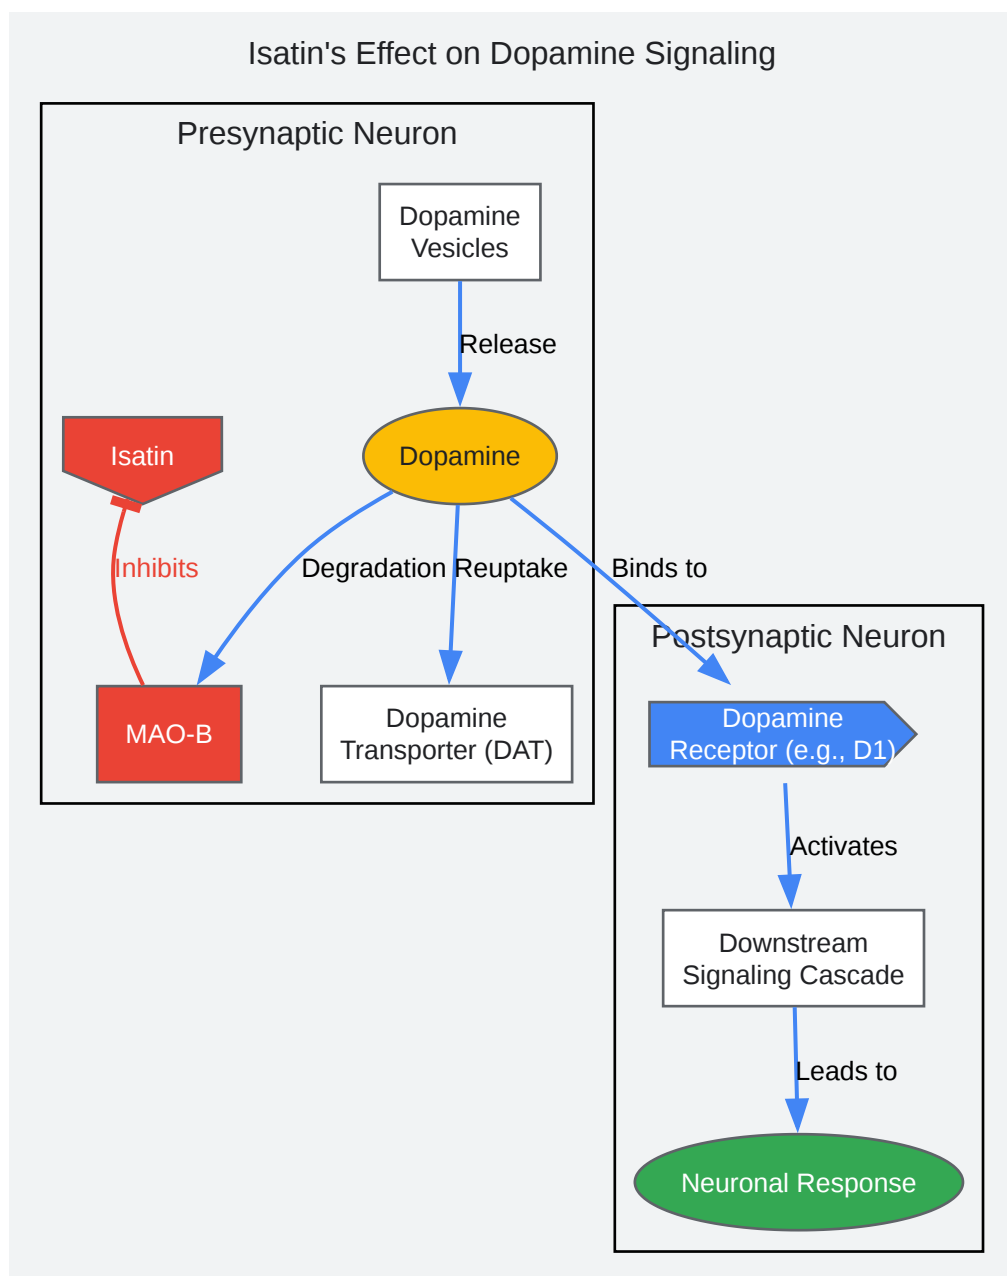 Isatin's Effect on Dopamine Signaling
Presynaptic Neuron
Dopamine
Vesicles
Release
Isatin
Dopamine
Inhibits
Degradation
Reuptake
Binds to
Postsynaptic Neuron
MAO-B
Dopamine
Transporter (DAT)
Dopamine
Receptor (e.g., D1)
Activates
Downstream
Signaling Cascade
Leads to
Neuronal Response